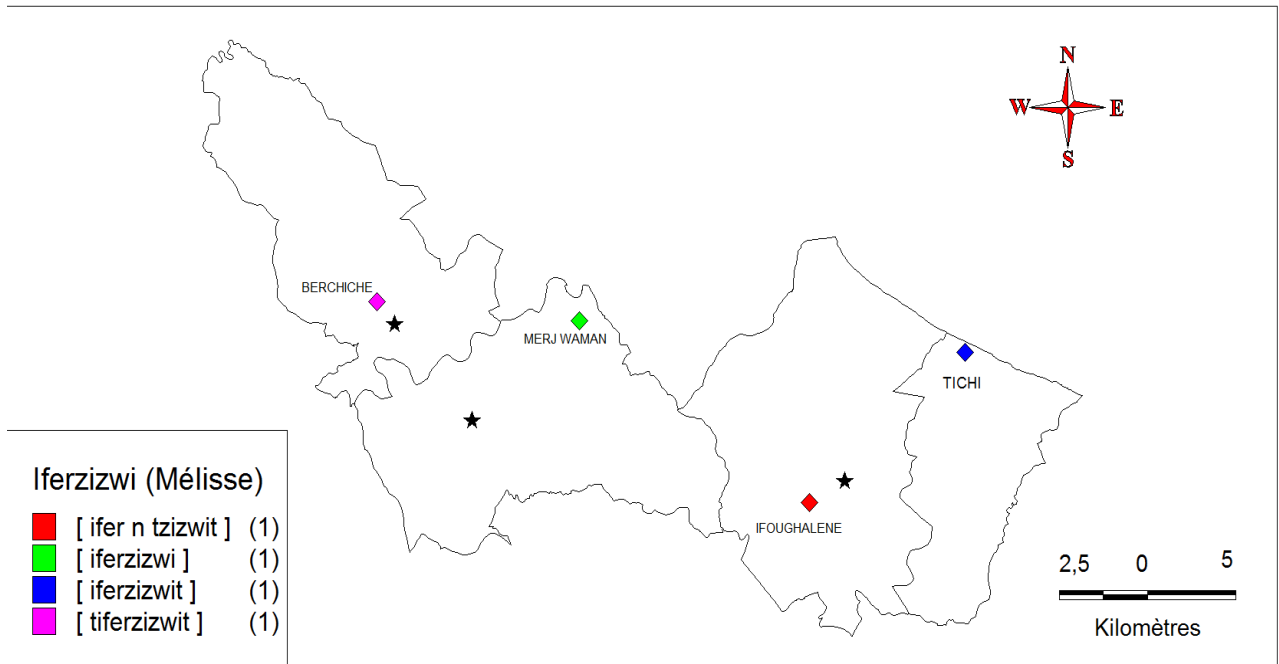 N
W E
S
BERCHICHE
MERJ WAMAN
TICHI
IFOUGHALENE
Iferzizwi (Mélisse)
[ ifer n tzizwit ] (1)
[ iferzizwi ] (1)
[ iferzizwit ] (1)
[ tiferzizwit ] (1)
2,5 0 5
Kilomètres